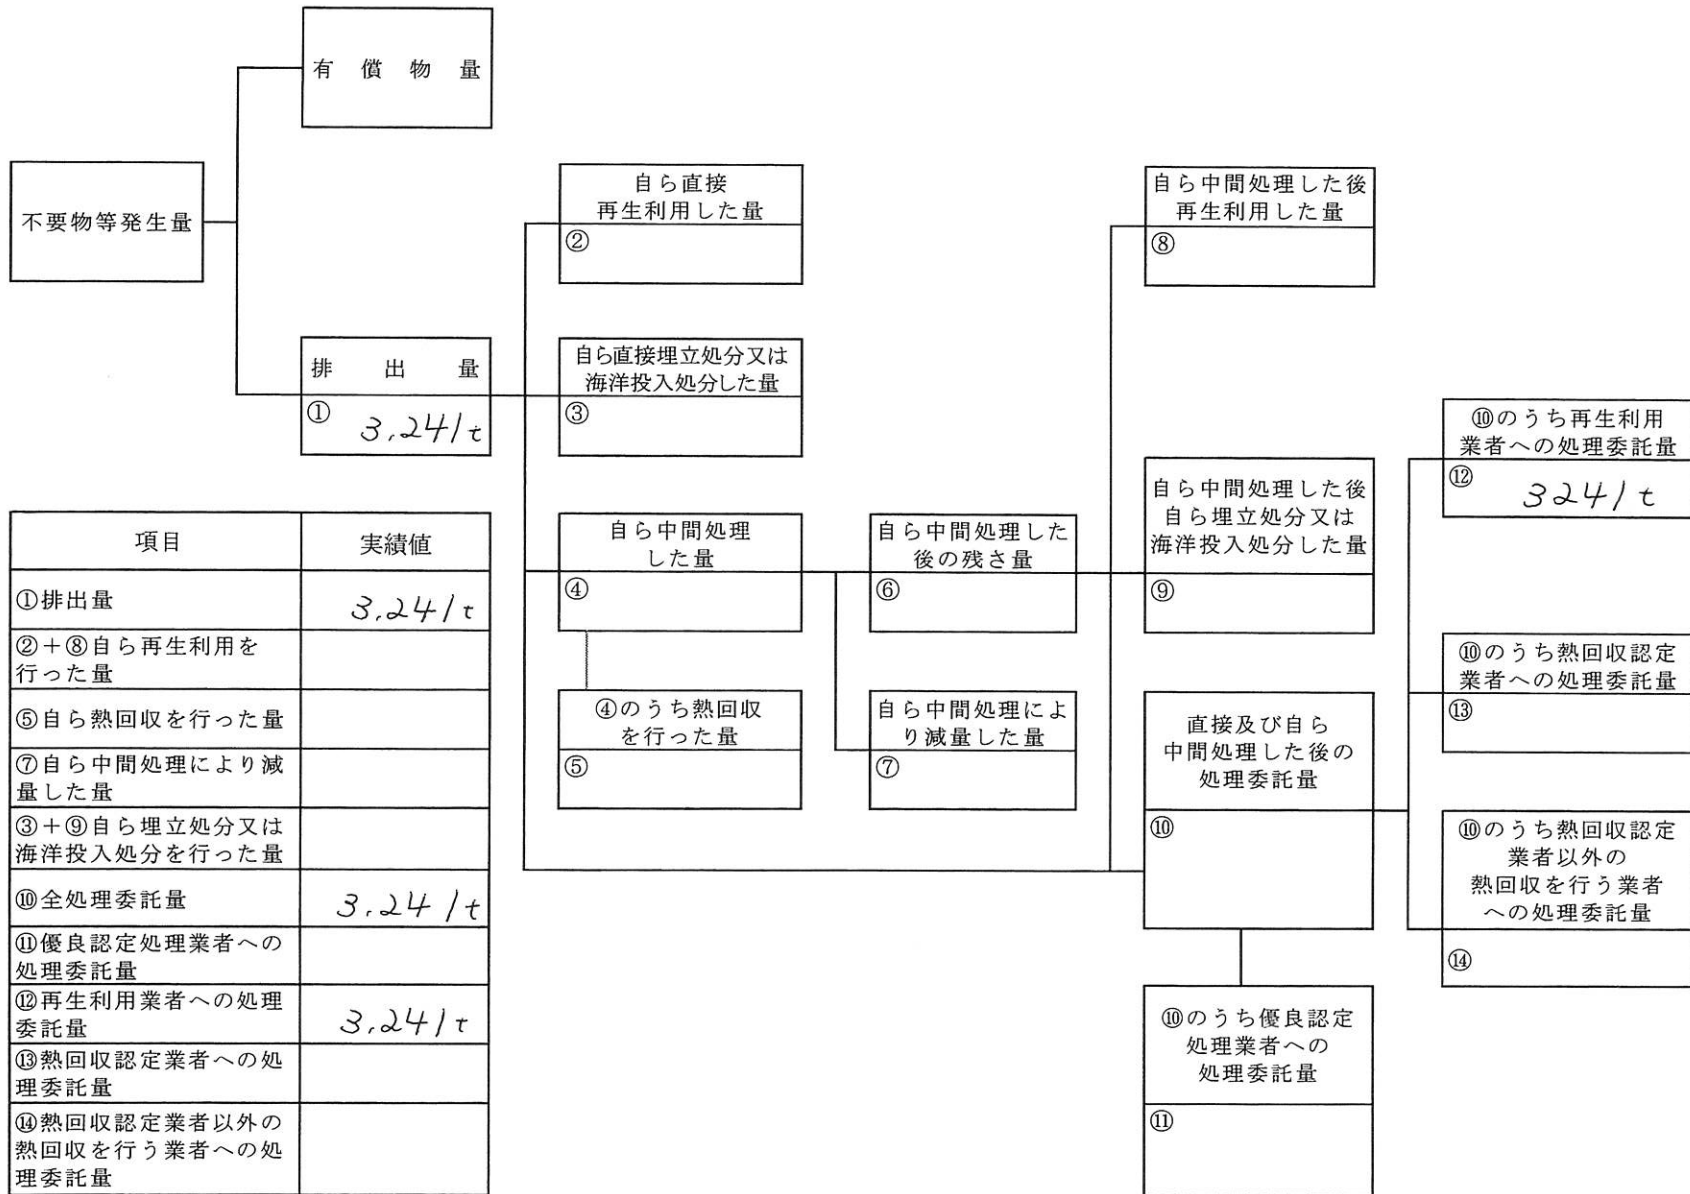 有償物量
不要物等発生量
排出量
① 3.241t
自ら直接
再生利用した量
②
自ら直接埋立処分又は
海洋投入処分した量
③
自ら中間処理
した量
④
④のうち熱回収
を行った量
⑤
自ら中間処理した
後の残さ量
⑥
自ら中間処理によ
り減量した量
⑦
自ら中間処理した後
再生利用した量
⑧
自ら中間処理した後
自ら埋立処分又は
海洋投入処分した量
⑨
直接及び自ら
中間処理した後の
処理委託量
⑩
⑩のうち優良認定
処理業者への
処理委託量
⑪
⑩のうち再生利用
業者への処理委託量
⑫ 3241t
⑩のうち熱回収認定
業者への処理委託量
⑬
⑩のうち熱回収認定
業者以外の
熱回収を行う業者
への処理委託量
⑭
項目 実績値
①排出量 3.241t
②+⑧自ら再生利用を
行った量
⑤自ら熱回収を行った量
⑦自ら中間処理により減
量した量
③+⑨自ら埋立処分又は
海洋投入処分を行った量
⑩全処理委託量 3.241t
⑪優良認定処理業者への
処理委託量
⑫再生利用業者への処理
委託量 3.241t
⑬熱回収認定業者への処
理委託量
⑭熱回収認定業者以外の
熱回収を行う業者への処
理委託量